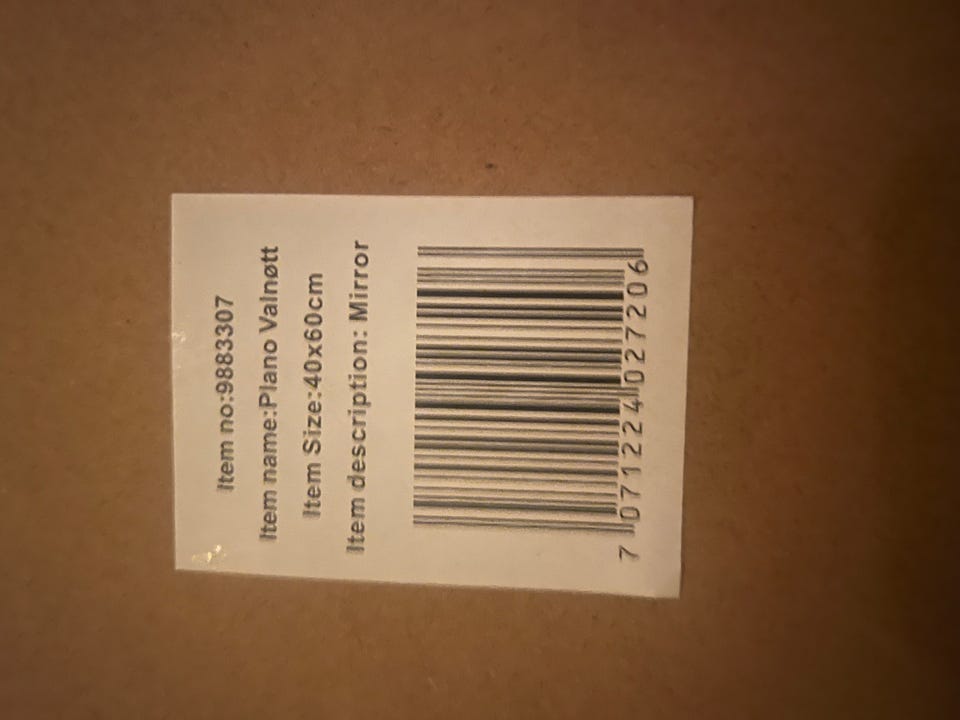 Item no:9883307
Item name:Plano Valnøtt
Item Size:40x60cm
Item description: Mirror
7 071224 027206